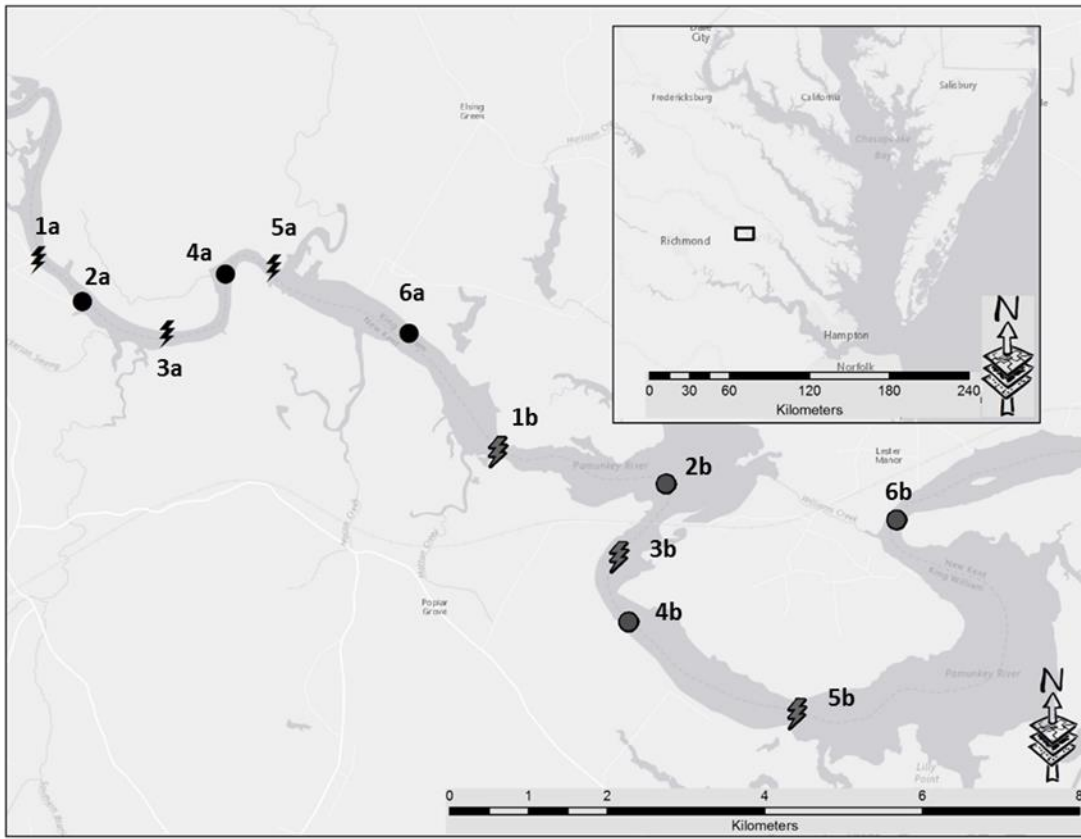 Dale
City
Fredericksburg
California
Salisbury
Chesapeake
Bay
Richmond
Hampton
Norfolk
N
0 30 60 120 180 240
Kilometers
Elsing
Green
1a
2a
3a
4a
5a
6a
1b
2b
Pamunkey River
Lester
Manor
6b
3b
New Kent
King William
Poplar
Grove
4b
Pamunkey River
5b
Lilly
Point
N
0 1 2 4 6 8
Kilometers